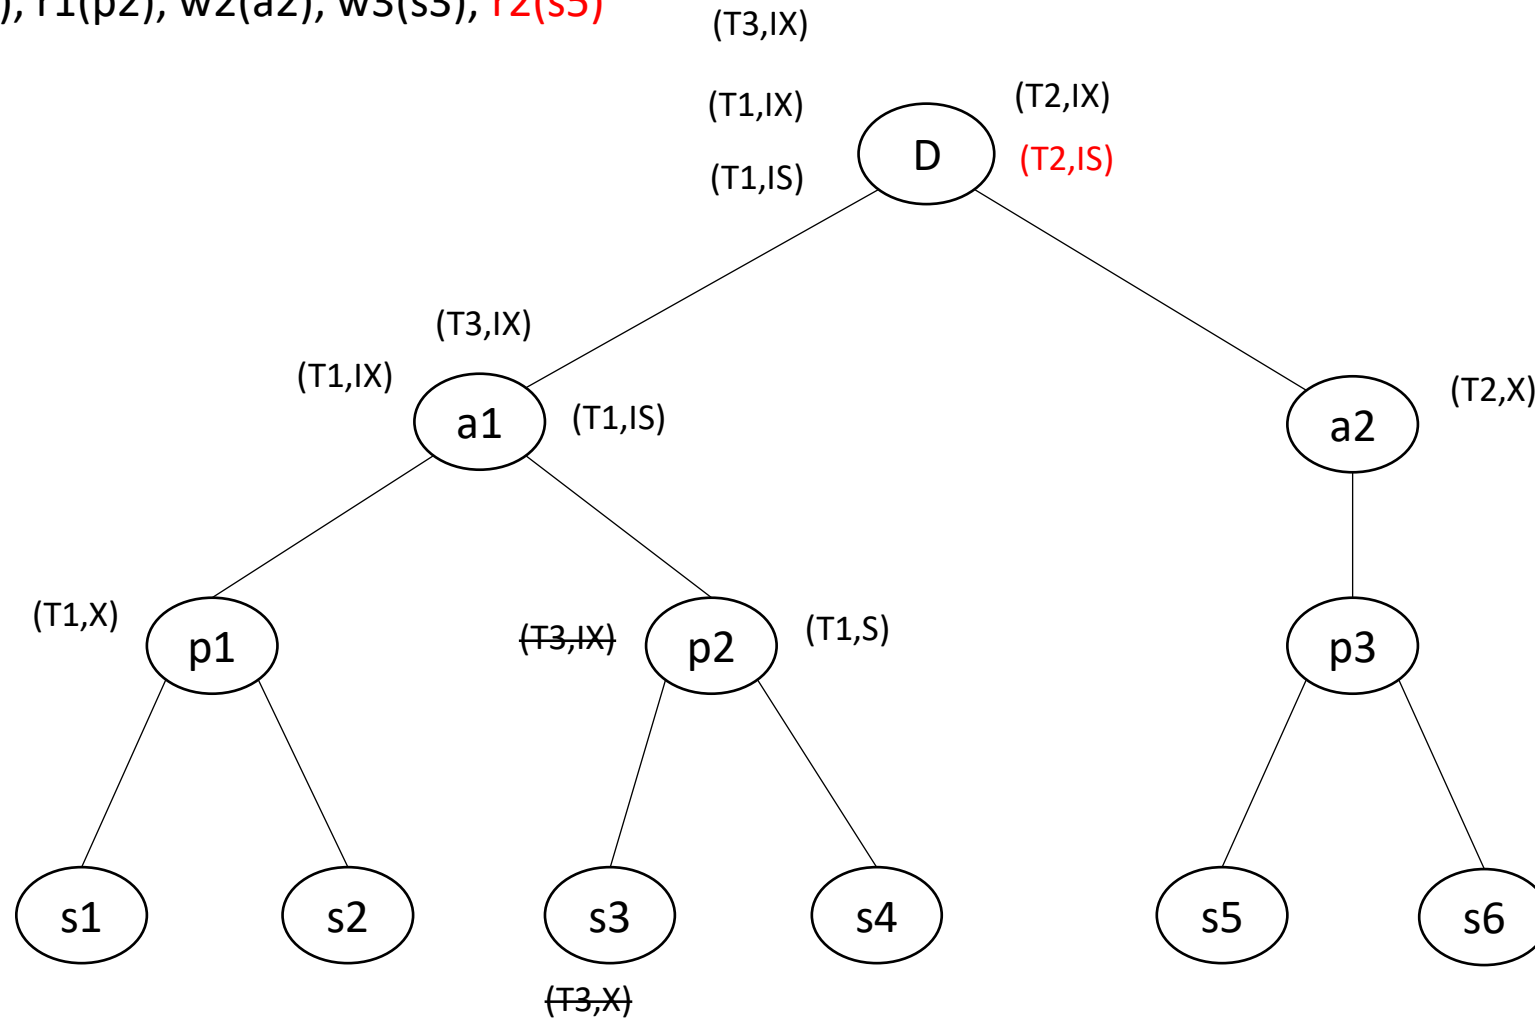 ), r1(p2), w2(a2), w3(s3), r2(s5)
(T3,IX)
(T1,IX)
(T2,IX)
D
(T2,IS)
(T1,IS)
(T3,IX)
(T1,IX)
a1
(T1,IS)
a2
(T2,X)
(T1,X)
p1
(T3,IX)
p2
(T1,S)
p3
s1
s2
s3
s4
s5
s6
(T3,X)